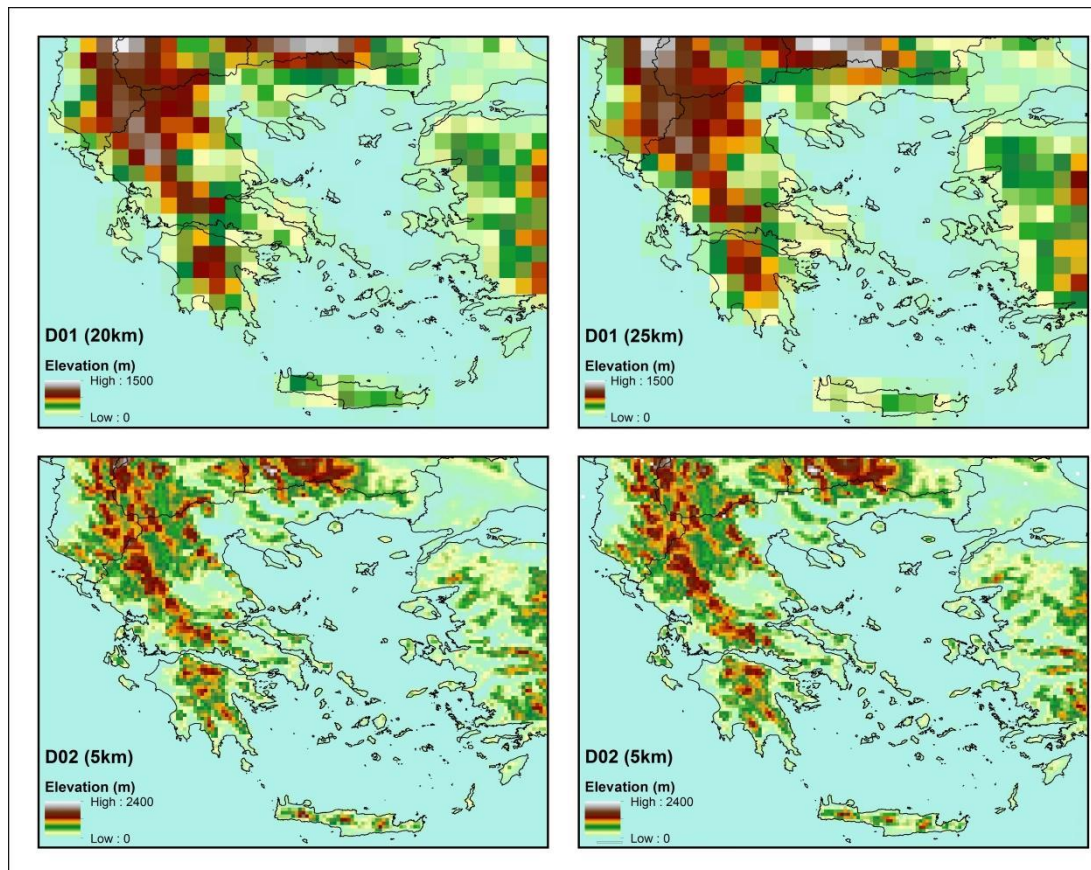 D01 (20km)
Elevation (m)
High : 1500
Low : 0
D01 (25km)
Elevation (m)
High : 1500
Low : 0
D02 (5km)
Elevation (m)
High : 2400
Low : 0
D02 (5km)
Elevation (m)
High : 2400
Low : 0